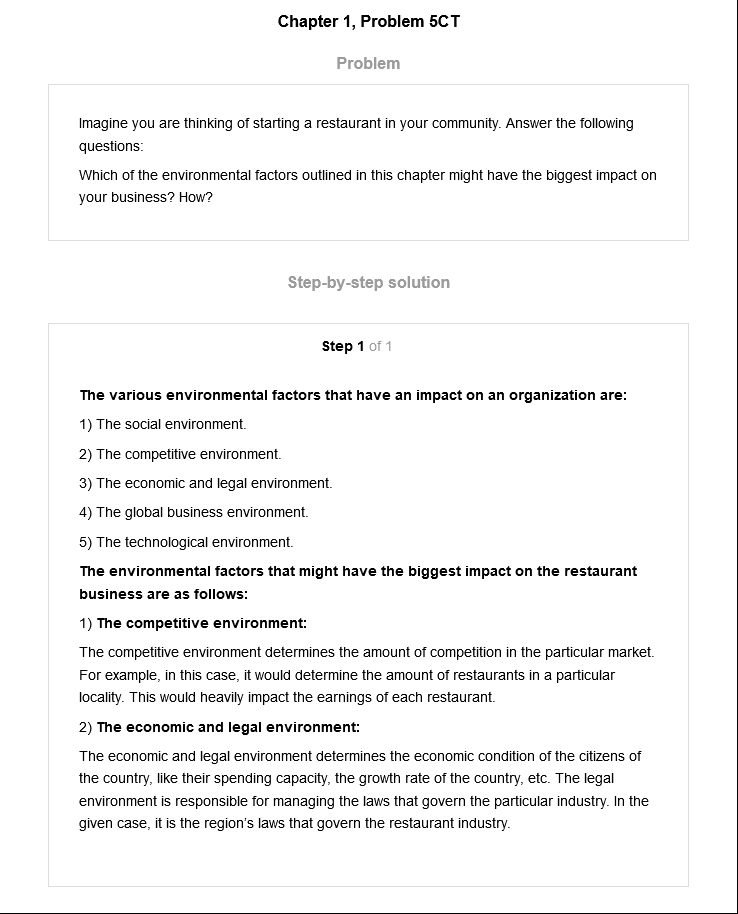 Chapter 1, Problem 5CT
Problem
Imagine you are thinking of starting a restaurant in your community. Answer the following
questions:
Which of the environmental factors outlined in this chapter might have the biggest impact on
your business? How?
Step-by-step solution
Step 1 of 1
The various environmental factors that have an impact on an organization are:
1) The social environment.
2) The competitive environment.
3) The economic and legal environment.
4) The global business environment.
5) The technological environment.
The environmental factors that might have the biggest impact on the restaurant
business are as follows:
1) The competitive environment:
The competitive environment determines the amount of competition in the particular market.
For example, in this case, it would determine the amount of restaurants in a particular
locality. This would heavily impact the earnings of each restaurant.
2) The economic and legal environment:
The economic and legal environment determines the economic condition of the citizens of
the country, like their spending capacity, the growth rate of the country, etc. The legal
environment is responsible for managing the laws that govern the particular industry. In the
given case, it is the region's laws that govern the restaurant industry.